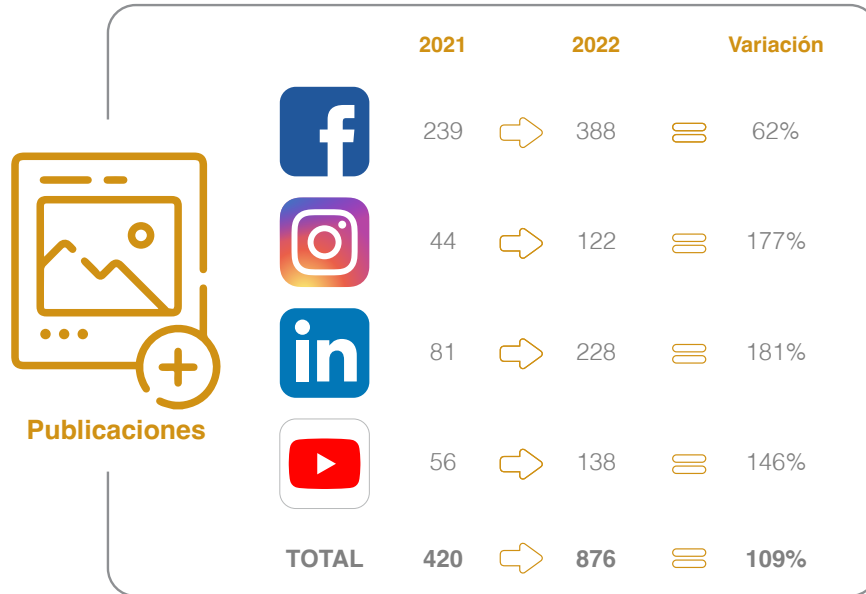 2021 2022 Variación
239 388 62%
44 122 177%
in 81 228 181%
Publicaciones
56 138 146%
TOTAL 420 876 109%